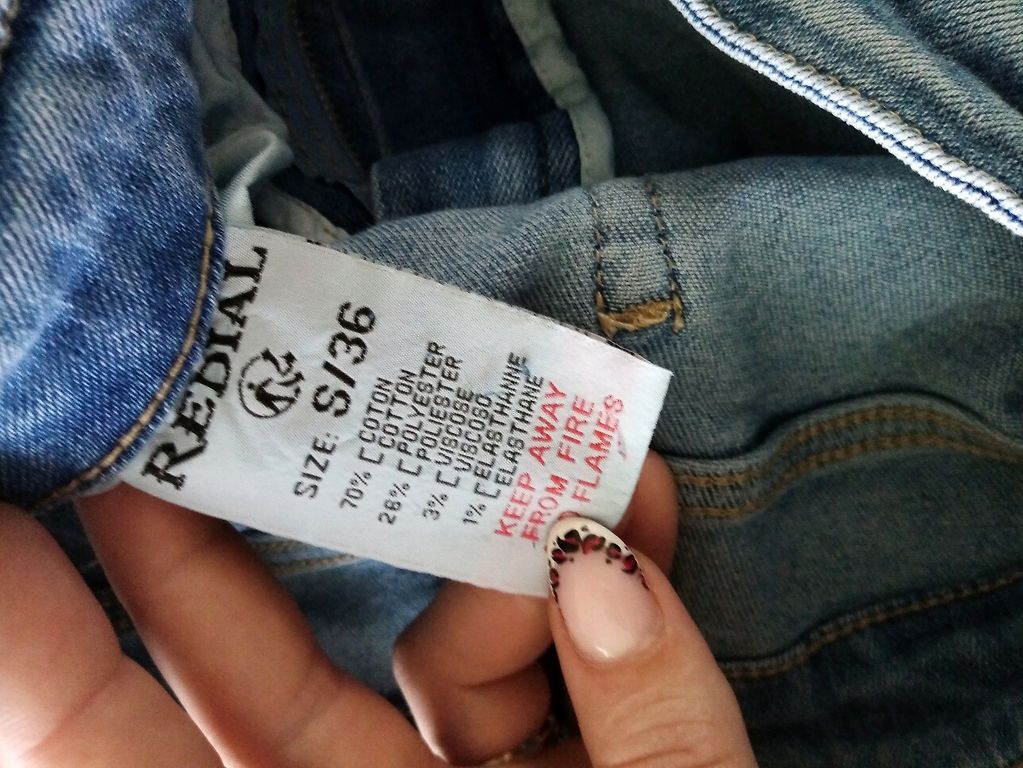 REDIAL
SIZE: S/36
70% [COTON
[COTTON
26% [POLYESTER
[POLIESTER
3% [VISCOSE
[VISCOSO
1% [ELASTHANNE
[ELASTHANE
KEEP AWAY
FROM FIRE
FLAMES